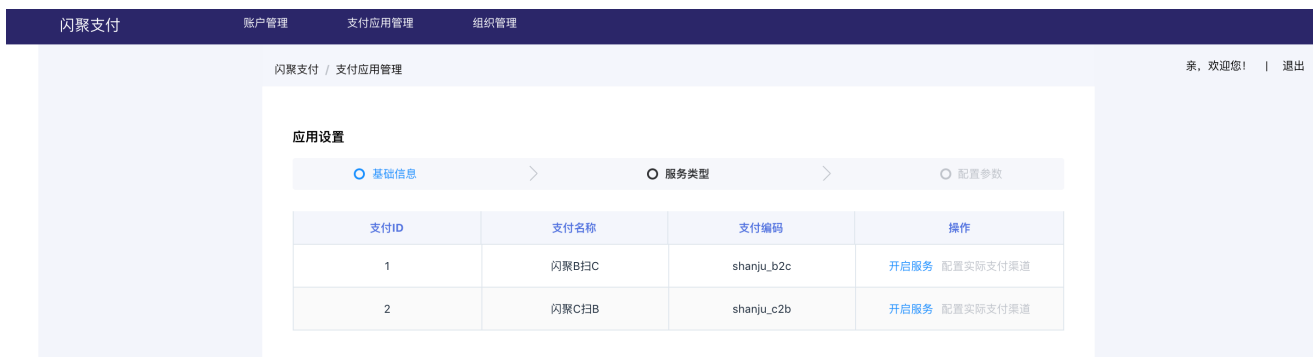 闪聚支付 账户管理 支付应用管理 组织管理
闪聚支付 / 支付应用管理 亲，欢迎您! | 退出
应用设置
基础信息 服务类型 配置参数
支付ID 支付名称 支付编码 操作
1 闪聚B扫C shanju_b2c 开启服务 配置实际支付渠道
2 闪聚C扫B shanju_c2b 开启服务 配置实际支付渠道